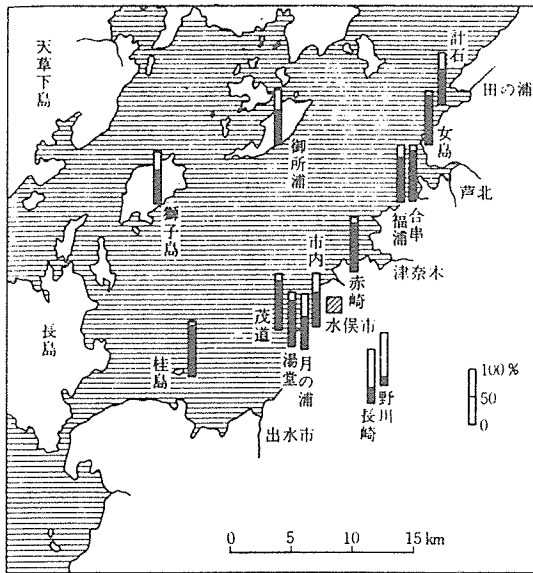 天草下島
計石
田の浦
女島
御所浦
芦北
合串
福浦
獅子島
津奈木
赤崎
市内
水俣市
茂道
湯堂
月の浦
長島
桂島
野川
長崎
100%
50
0
出水市
0 5 10 15km